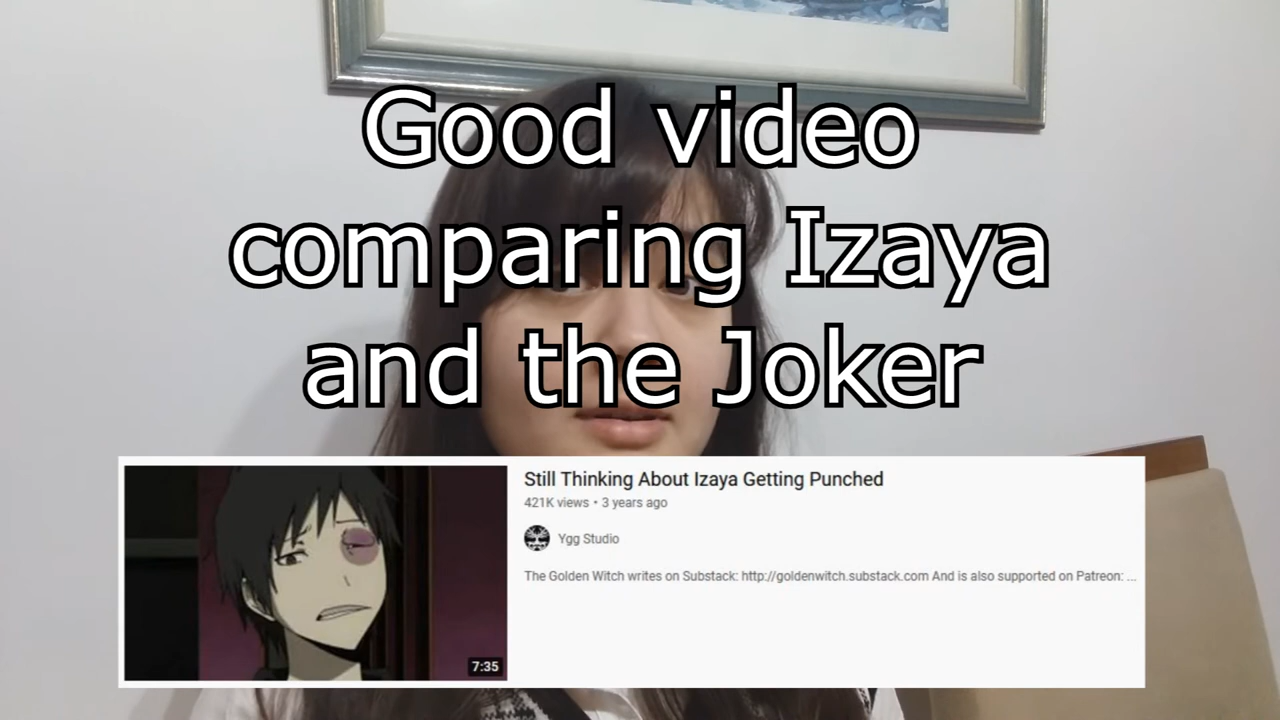 Good video
comparing Izaya
and the Joker
Still Thinking About Izaya Getting Punched
421K views • 3 years ago
Ygg Studio
The Golden Witch writes on Substack: http://goldenwitch.substack.com And is also supported on Patreon: ...
7:35